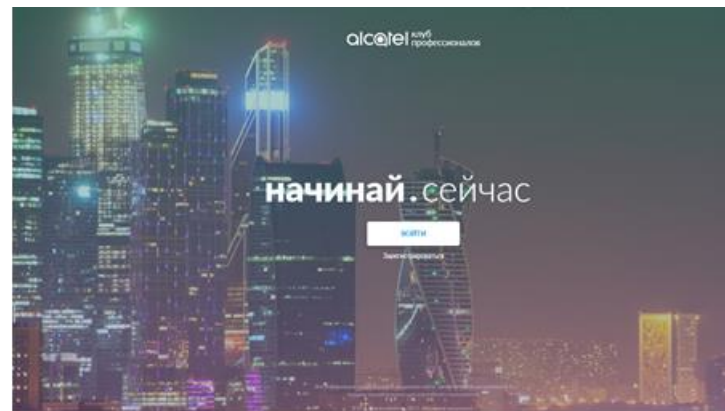 alcatel клуб
профессионалов
начинай.сейчас
ВОЙТИ
Зарегистрироваться